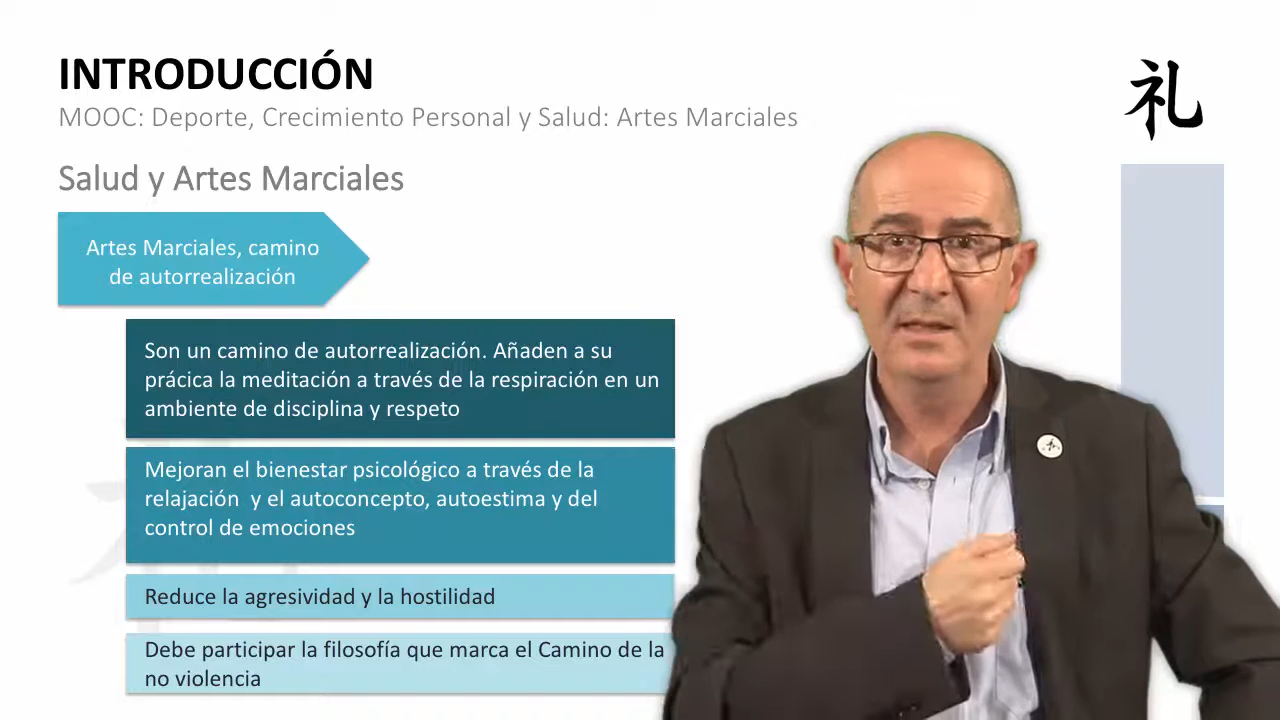 INTRODUCCIÓN
MOOC: Deporte, Crecimiento Personal y Salud: Artes Marciales
礼
Salud y Artes Marciales
Artes Marciales, camino
de autorrealización
Son un camino de autorrealización. Añaden a su
prácica la meditación a través de la respiración en un
ambiente de disciplina y respeto
Mejoran el bienestar psicológico a través de la
relajación y el autoconcepto, autoestima y del
control de emociones
Reduce la agresividad y la hostilidad
Debe participar la filosofía que marca el Camino de la
no violencia